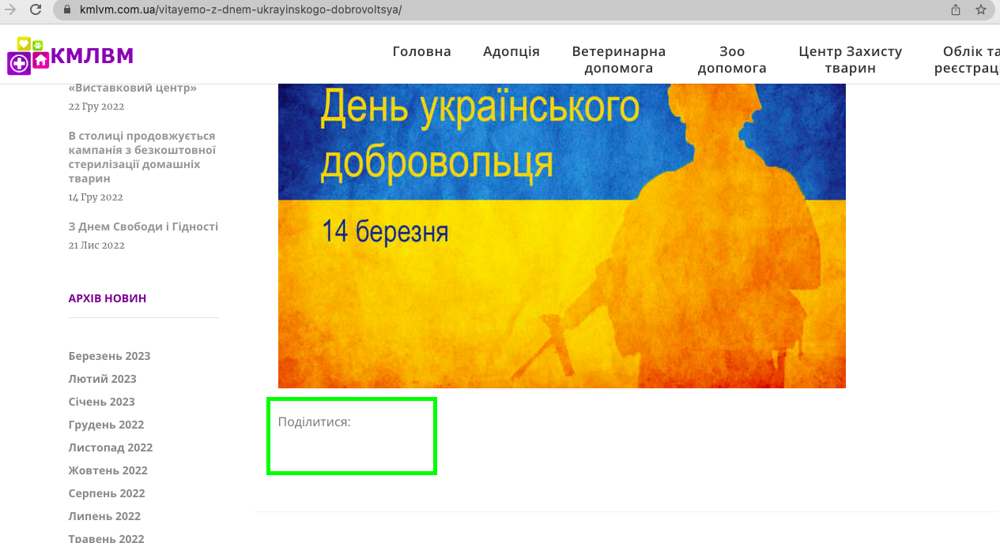 kmlvm.com.ua/vitayemo-z-dnem-ukrayinskogo-dobrovoltsya/
КМЛВМ
Головна
Адопція
Ветеринарна
допомога
Зоо
допомога
Центр Захисту
тварин
Облік та
«Виставковий центр»
22 Гру 2022
В столиці продовжується
кампанія з безкоштовної
стерилізації домашніх
тварин
14 Гру 2022
З Днем Свободи і Гідності
21 Лис 2022
АРХІВ НОВИН
Березень 2023
Лютий 2023
Січень 2023
Грудень 2022
Листопад 2022
Жовтень 2022
Серпень 2022
Липень 2022
Травень 2022
День українського
добровольця
14 березня
Поділитися: